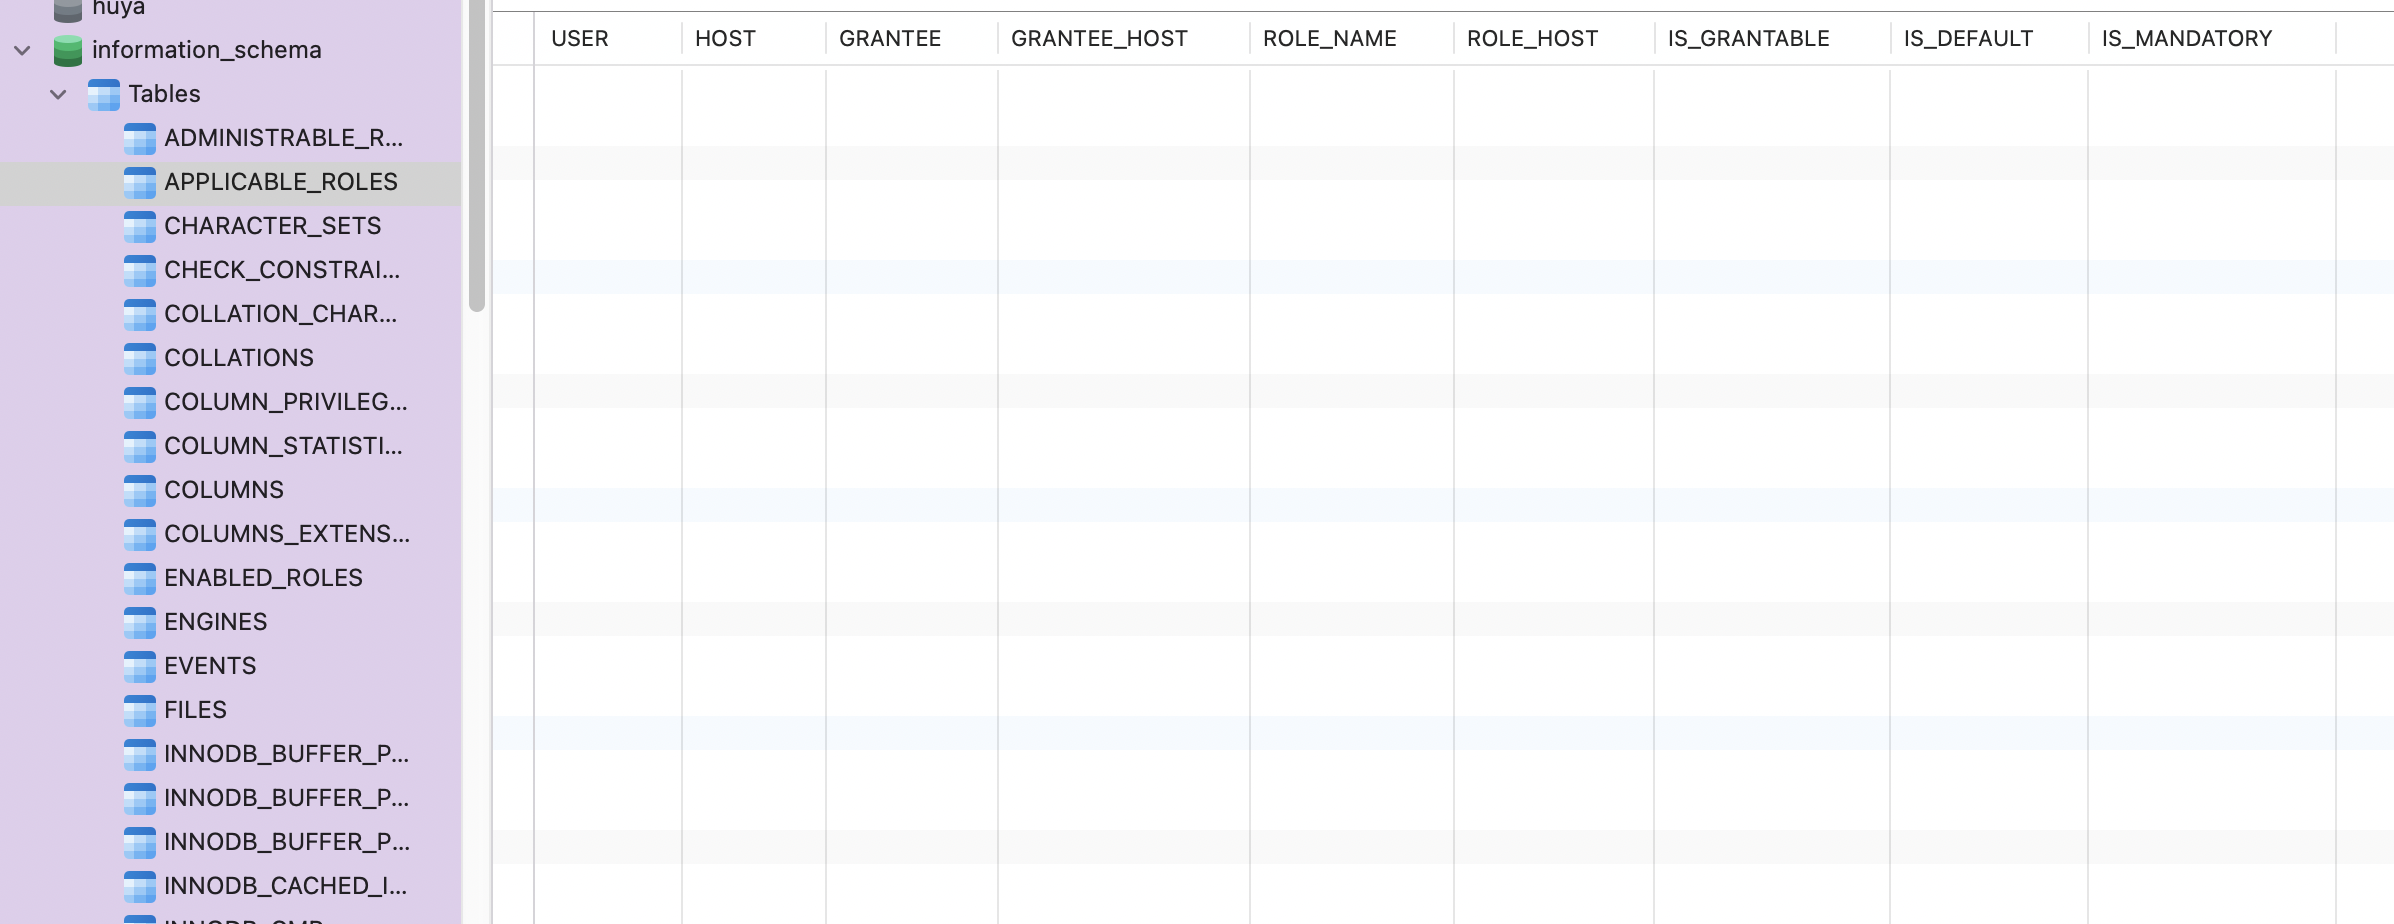 huya
information_schema
Tables
ADMINISTRABLE_R...
APPLICABLE_ROLES
CHARACTER_SETS
CHECK_CONSTRAI...
COLLATION_CHAR...
COLLATIONS
COLUMN_PRIVILEG...
COLUMN_STATISTI...
COLUMNS
COLUMNS_EXTENS...
ENABLED_ROLES
ENGINES
EVENTS
FILES
INNODB_BUFFER_P...
INNODB_BUFFER_P...
INNODB_BUFFER_P...
INNODB_CACHED_I...
USER HOST GRANTEE GRANTEE_HOST ROLE_NAME ROLE_HOST IS_GRANTABLE IS_DEFAULT IS_MANDATORY